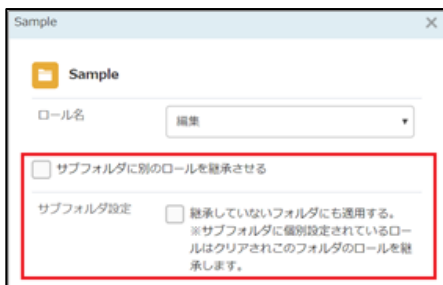 Sample
Sample
ロール名
編集
サブフォルダに別のロールを継承させる
サブフォルダ設定
継承していないフォルダにも適用する。
※サブフォルダに個別設定されているロー
ルはクリアされこのフォルダのロールを継
承します。